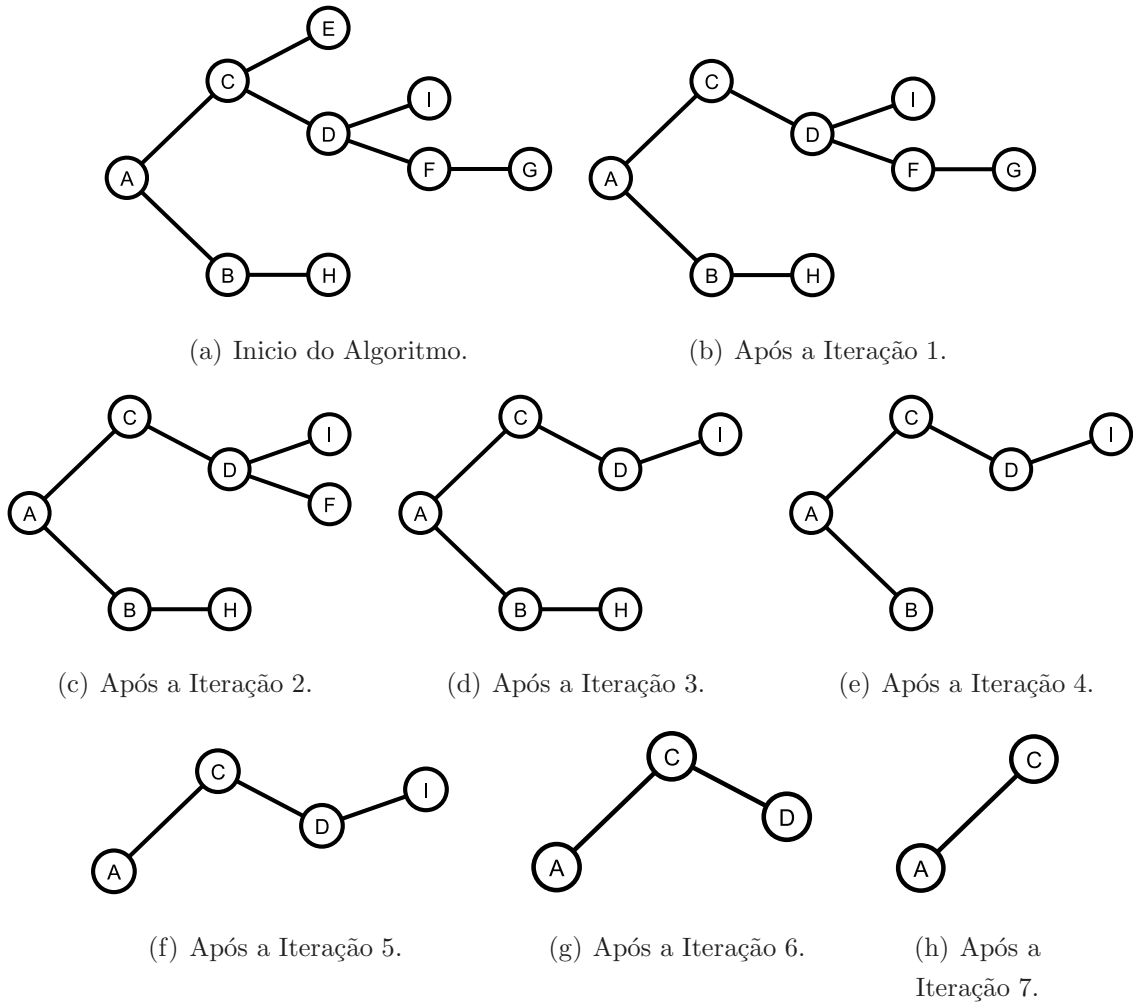 E
C
I
D
A
F
G
B
H
C
I
D
A
F
G
B
H
(a) Inicio do Algoritmo.
(b) Após a Iteração 1.
C
I
D
A
F
B
H
C
I
D
A
B
H
C
I
D
A
B
(c) Após a Iteração 2.
(d) Após a Iteração 3.
(e) Após a Iteração 4.
C
I
D
A
C
D
A
C
A
(f) Após a Iteração 5.
(g) Após a Iteração 6.
(h) Após a
Iteração 7.